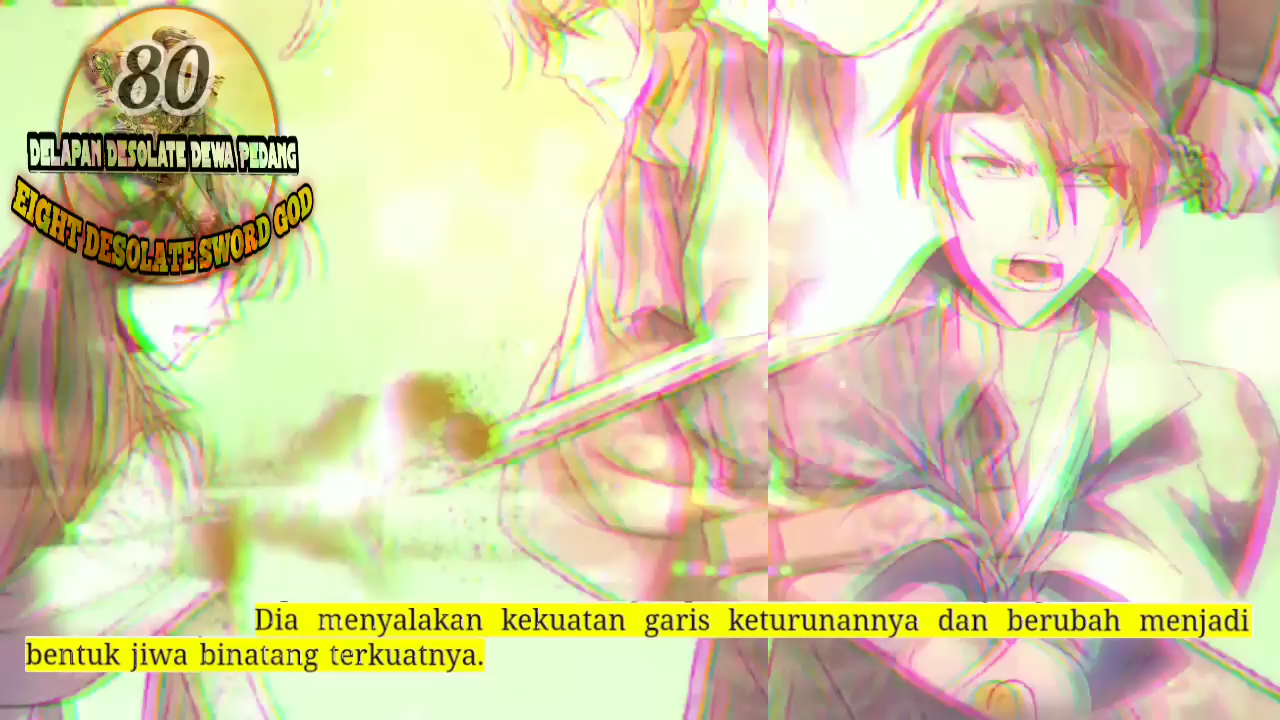 80
DELAPAN DESOLATE DEWA PEDANG
EIGHT DESOLATE SWORD GOD
Dia menyalakan kekuatan garis keturunannya dan berubah menjadi
bentuk jiwa binatang terkuatnya.